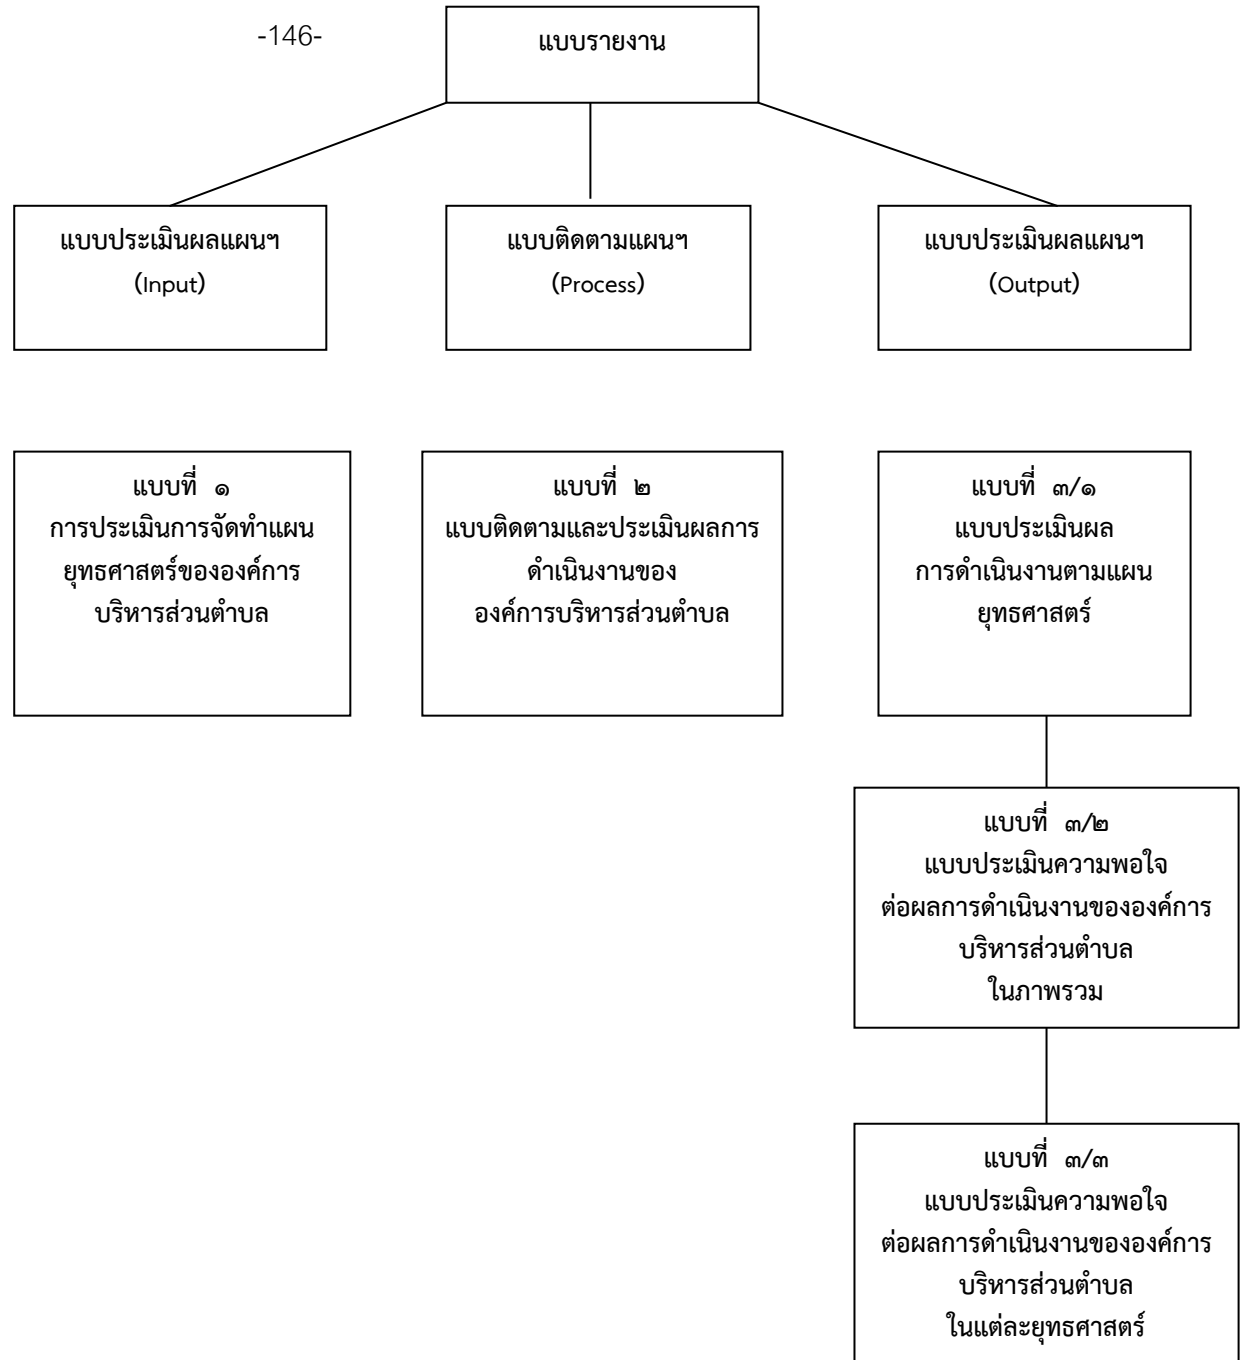 -146-
แบบรายงาน
แบบประเมินผลแผนฯ
(Input)
แบบติดตามแผนฯ
(Process)
แบบประเมินผลแผนฯ
(Output)
แบบที่ ๑
การประเมินการจัดทำแผน
ยุทธศาสตร์ขององค์การ
บริหารส่วนตำบล
แบบที่ ๒
แบบติดตามและประเมินผลการ
ดำเนินงานของ
องค์การบริหารส่วนตำบล
แบบที่ ๓/๑
แบบประเมินผล
การดำเนินงานตามแผน
ยุทธศาสตร์
แบบที่ ๓/๒
แบบประเมินความพอใจ
ต่อผลการดำเนินงานขององค์การ
บริหารส่วนตำบล
ในภาพรวม
แบบที่ ๓/๓
แบบประเมินความพอใจ
ต่อผลการดำเนินงานขององค์การ
บริหารส่วนตำบล
ในแต่ละยุทธศาสตร์